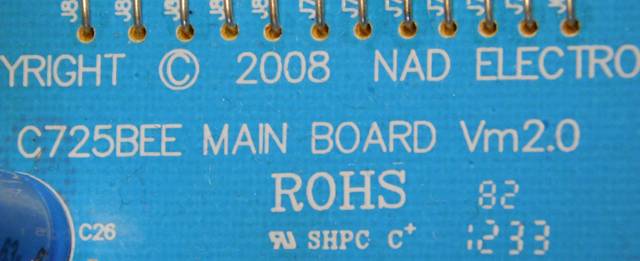 YRIGHT © 2008 NAD ELECTRO
C725BEE MAIN BOARD Vm2.0
ROHS 82
SHPC C+ 1233
C26